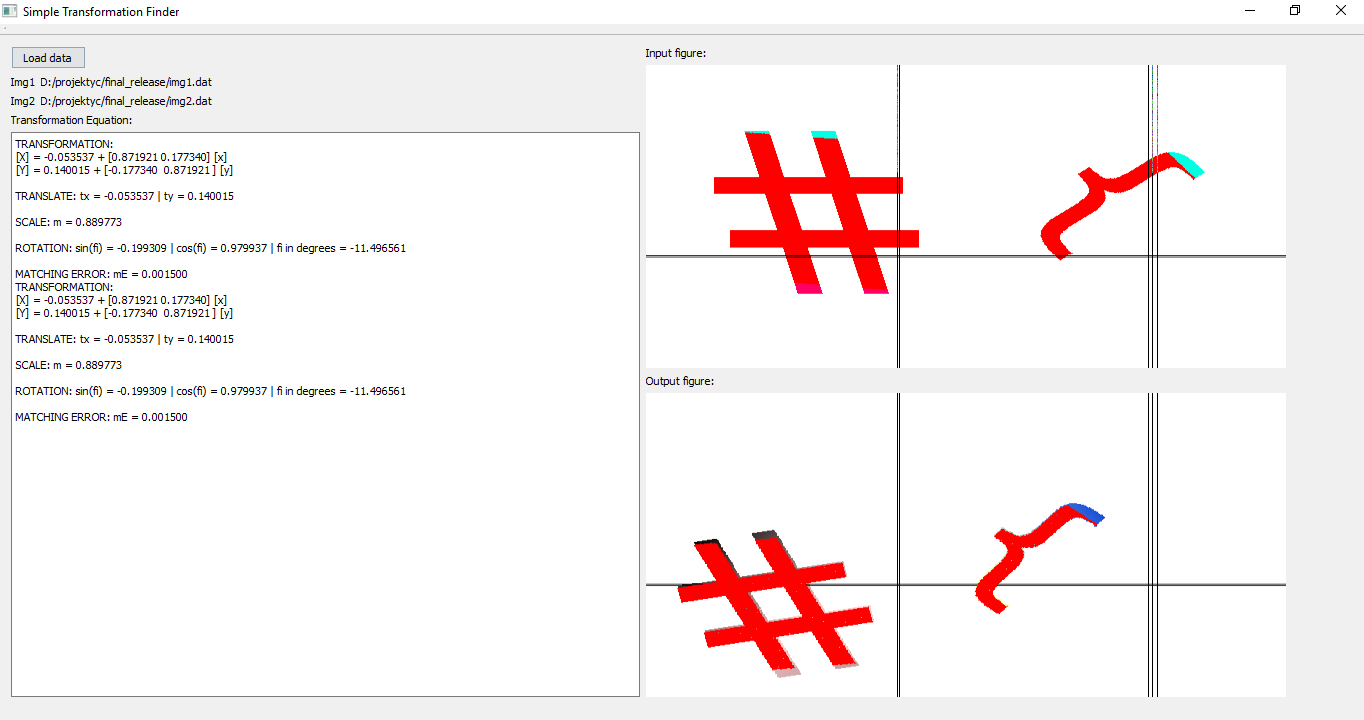 Simple Transformation Finder
Load data
Img1 D:/projektyc/final_release/img1.dat
Img2 D:/projektyc/final_release/img2.dat
Transformation Equation:
TRANSFORMATION:
[X] = -0.053537 + [0.871921 0.177340] [x]
[Y] = 0.140015 + [-0.177340 0.871921 ] [y]
TRANSLATE: tx = -0.053537 | ty = 0.140015
SCALE: m = 0.889773
ROTATION: sin(fi) = -0.199309 | cos(fi) = 0.979937 | fi in degrees = -11.496561
MATCHING ERROR: mE = 0.001500
TRANSFORMATION:
[X] = -0.053537 + [0.871921 0.177340] [x]
[Y] = 0.140015 + [-0.177340 0.871921 ] [y]
TRANSLATE: tx = -0.053537 | ty = 0.140015
SCALE: m = 0.889773
ROTATION: sin(fi) = -0.199309 | cos(fi) = 0.979937 | fi in degrees = -11.496561
MATCHING ERROR: mE = 0.001500
Input figure:
#
{
Output figure:
#
{